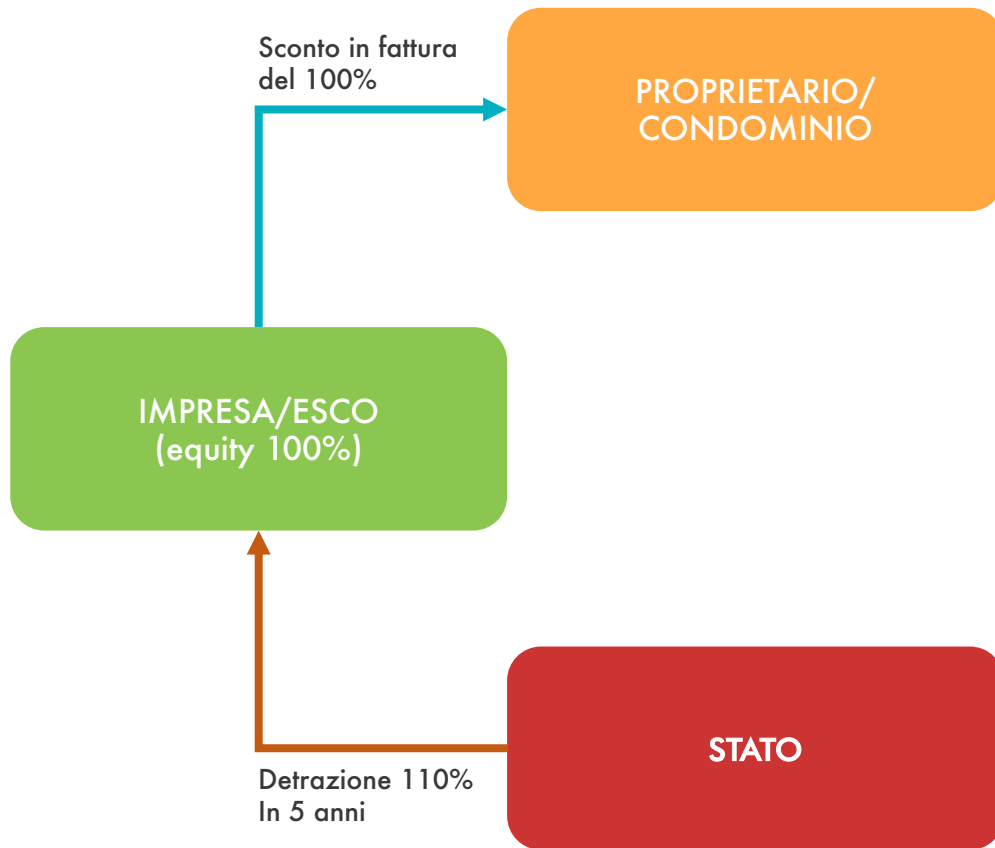 Sconto in fattura
del 100%
PROPRIETARIO/
CONDOMINIO
IMPRESA/ESCO
(equity 100%)
STATO
Detrazione 110%
In 5 anni